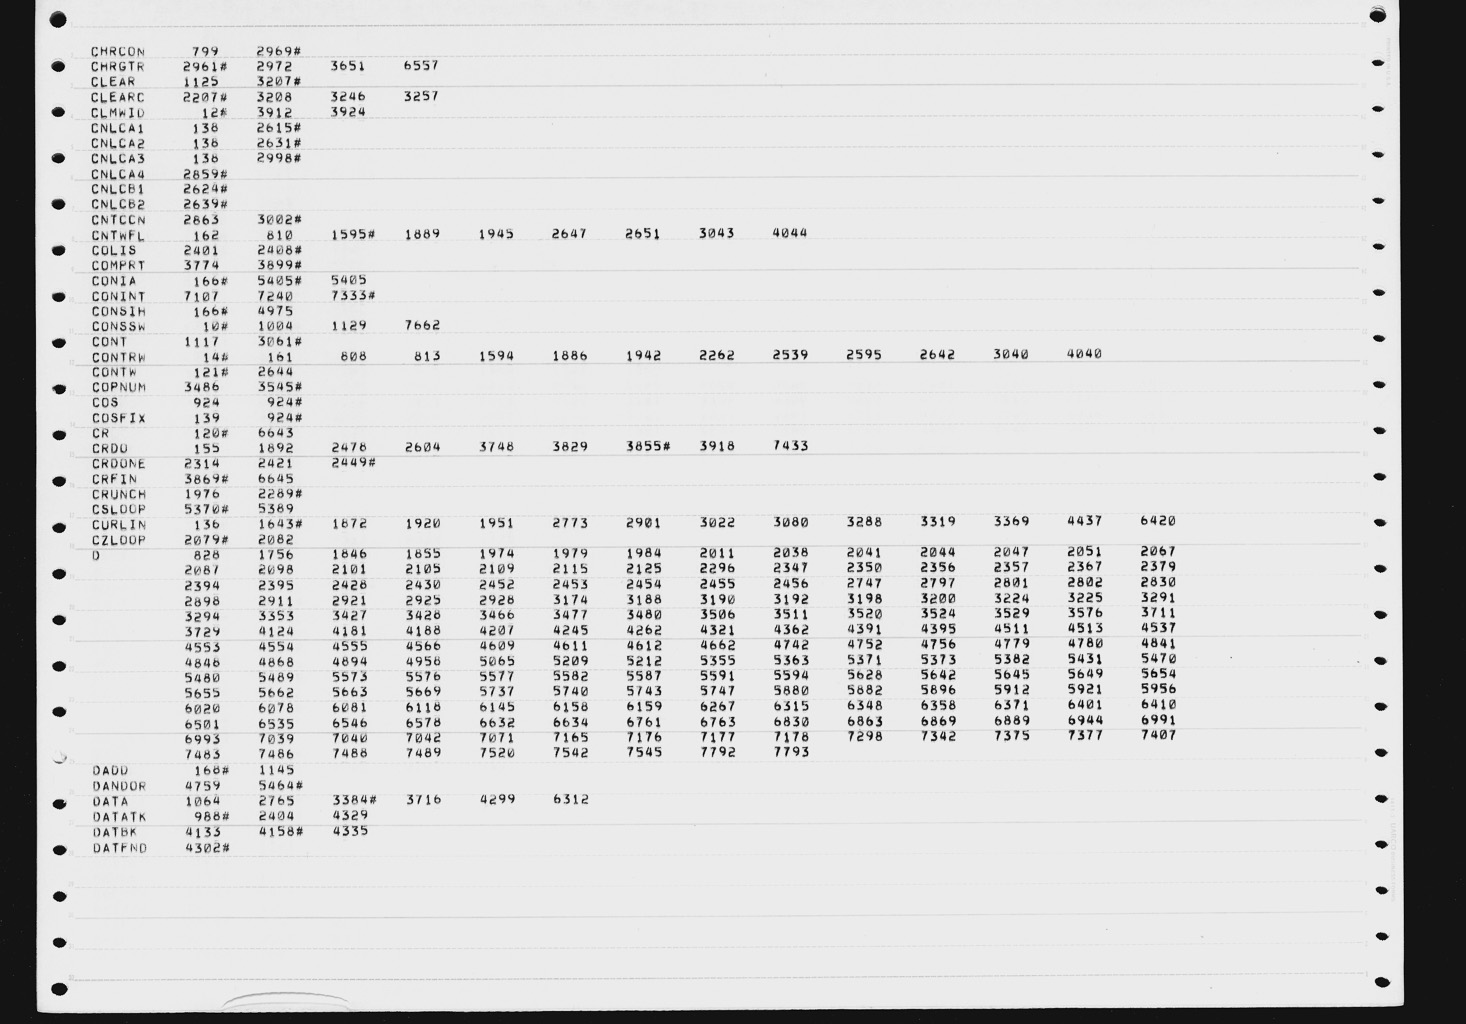 CHRCON 799 2969#
CHRGTR 2961# 2972 3651 6557
CLEAR 1125 3207#
CLEARC 2207# 3208 3246 3257
CLMWID 12# 3912 3924
CNLCA1 138 2615#
CNLCA2 138 2631#
CNLCA3 138 2998#
CNLCA4 2859#
CNLCB1 2624#
CNLCB2 2639#
CNTCCN 2863 3002#
CNTWFL 162 810 1595# 1889 1945 2647 2651 3043 4044
COLIS 2401 2408#
COMPRT 3774 3899#
CONIA 166# 5405# 5405
CONINT 7107 7240 7333#
CONSIH 166# 4975
CONSSW 10# 1004 1129 7662
CONT 1117 3061#
CONTRW 14# 161 808 813 1594 1886 1942 2262 2539 2595 2642 3040 4040
CONTW 121# 2644
COPNUM 3486 3545#
COS 924 924#
COSFIX 139 924#
CR 120# 6643
CRDO 155 1892 2478 2604 3748 3829 3855# 3918 7433
CRDONE 2314 2421 2449#
CRFIN 3869# 6645
CRUNCH 1976 2289#
CSLOOP 5370# 5389
CURLIN 136 1643# 1872 1920 1951 2773 2901 3022 3080 3288 3319 3369 4437 6420
CZLOOP 2079# 2082
D 828 1756 1846 1855 1974 1979 1984 2011 2038 2041 2044 2047 2051 2067
2087 2098 2101 2105 2109 2115 2125 2296 2347 2350 2356 2357 2367 2379
2394 2395 2428 2430 2452 2453 2454 2455 2456 2747 2797 2801 2802 2830
2898 2911 2921 2925 2928 3174 3188 3190 3192 3198 3200 3224 3225 3291
3294 3353 3427 3428 3466 3477 3480 3506 3511 3520 3524 3529 3576 3711
3729 4124 4181 4188 4207 4245 4262 4321 4362 4391 4395 4511 4513 4537
4553 4554 4555 4566 4609 4611 4612 4662 4742 4752 4756 4779 4780 4841
4848 4868 4894 4958 5065 5209 5212 5355 5363 5371 5373 5382 5431 5470
5480 5489 5573 5576 5577 5582 5587 5591 5594 5628 5642 5645 5649 5654
5655 5662 5663 5669 5737 5740 5743 5747 5880 5882 5896 5912 5921 5956
6020 6078 6081 6118 6145 6158 6159 6267 6315 6348 6358 6371 6401 6410
6501 6535 6546 6578 6632 6634 6761 6763 6830 6863 6869 6889 6944 6991
6993 7039 7040 7042 7071 7165 7176 7177 7178 7298 7342 7375 7377 7407
7483 7486 7488 7489 7520 7542 7545 7792 7793
DADD 168# 1145
DANDOR 4759 5464#
DATA 1064 2765 3384# 3716 4299 6312
DATATK 988# 2404 4329
DATBK 4133 4158# 4335
DATFND 4302#